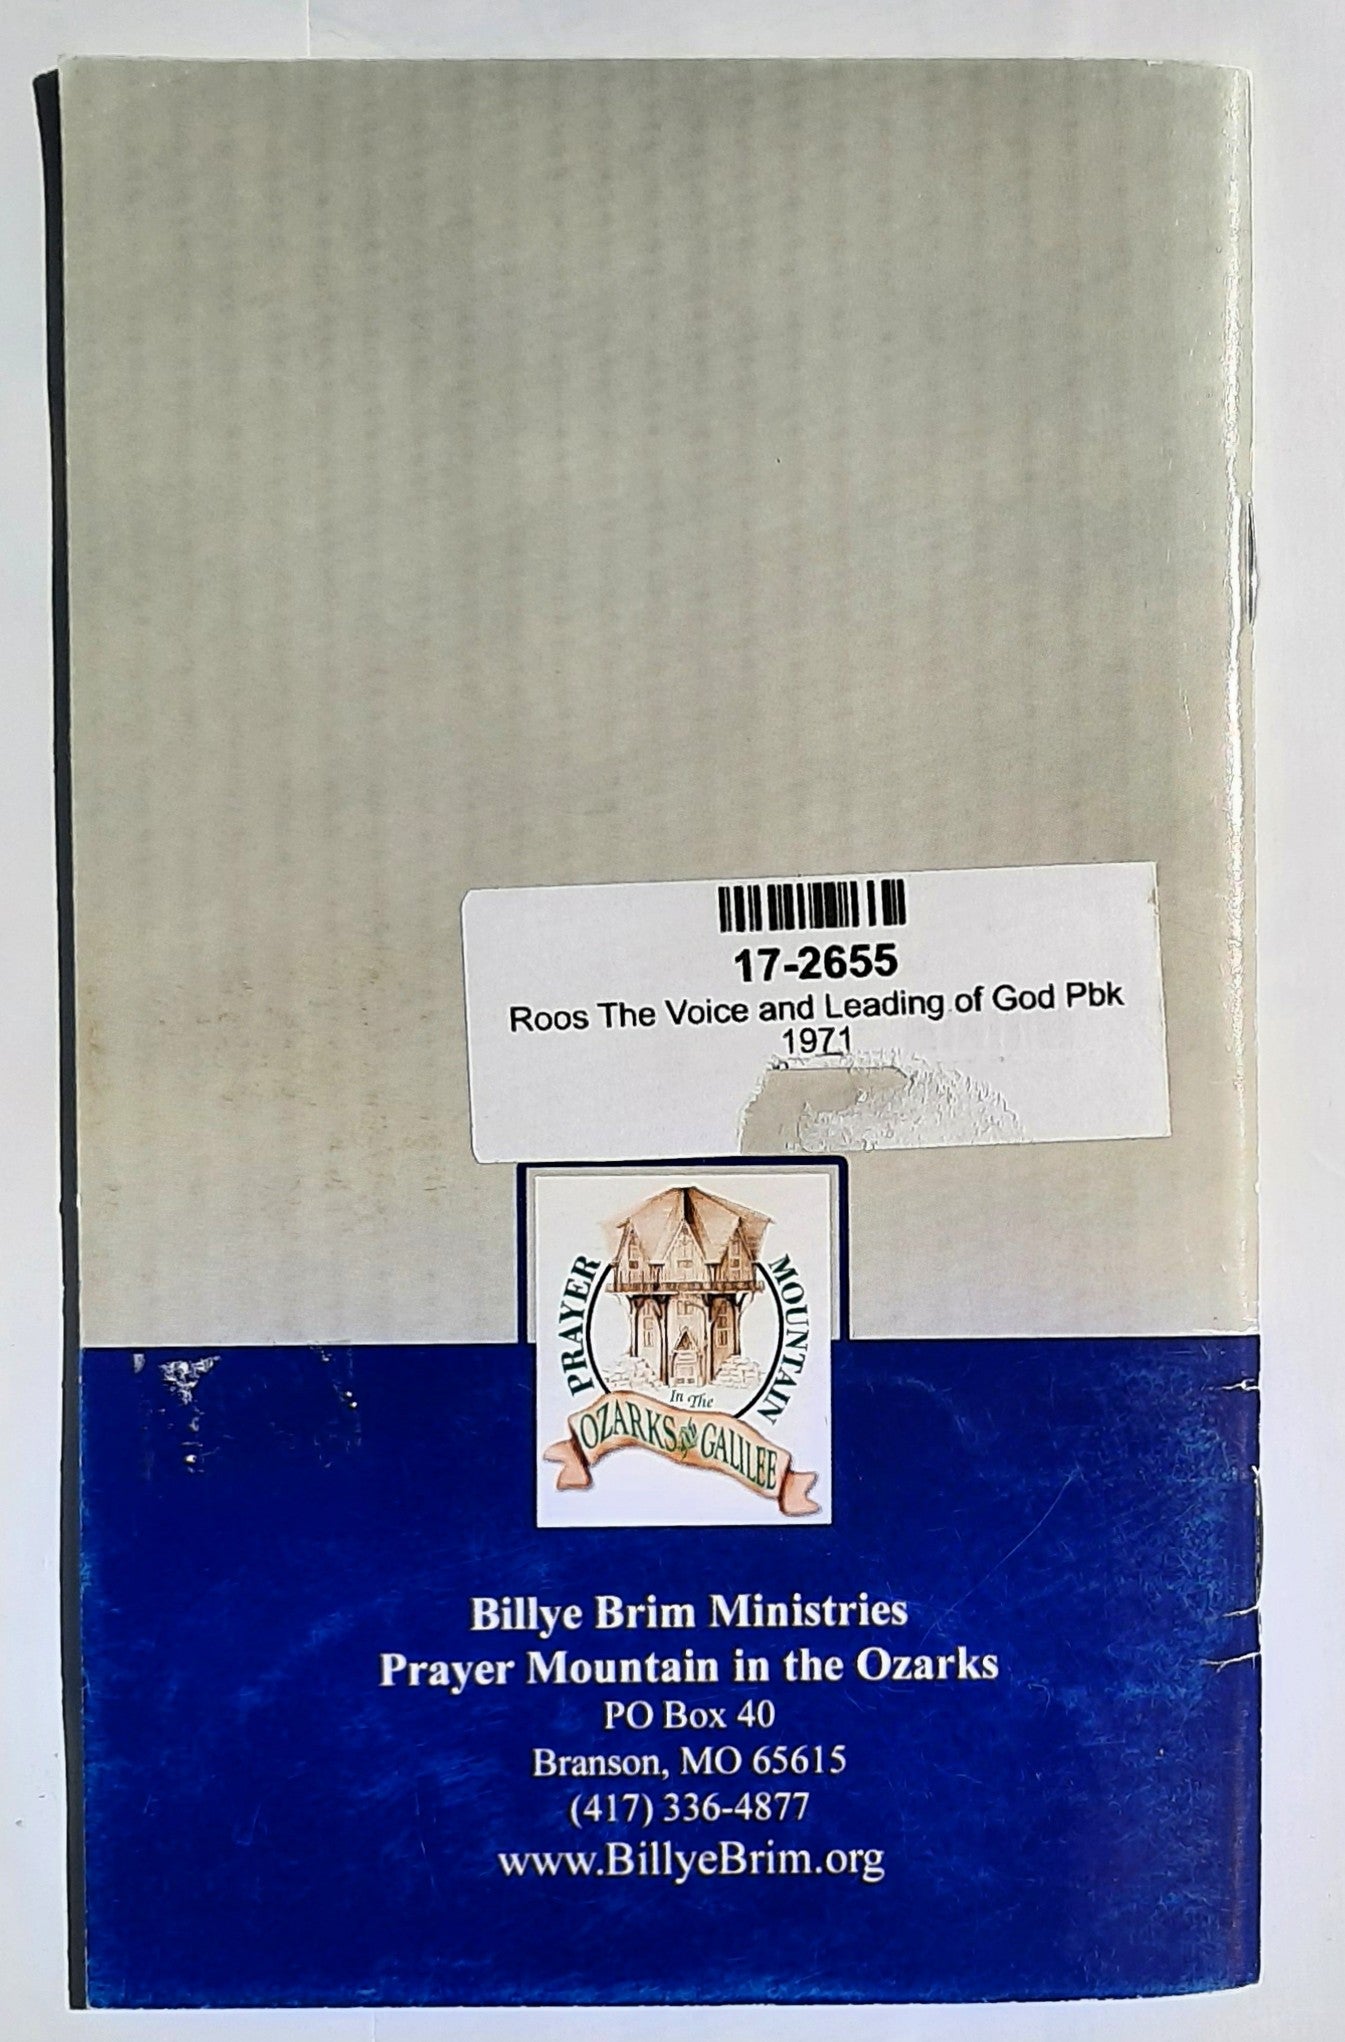 17-2655
Roos The Voice and Leading of God Pbk
1971
PRAYER
MOUNTAIN
In The
OZARKS GALILEE
Billye Brim Ministries
Prayer Mountain in the Ozarks
PO Box 40
Branson, MO 65615
(417) 336-4877
www.BillyeBrim.org